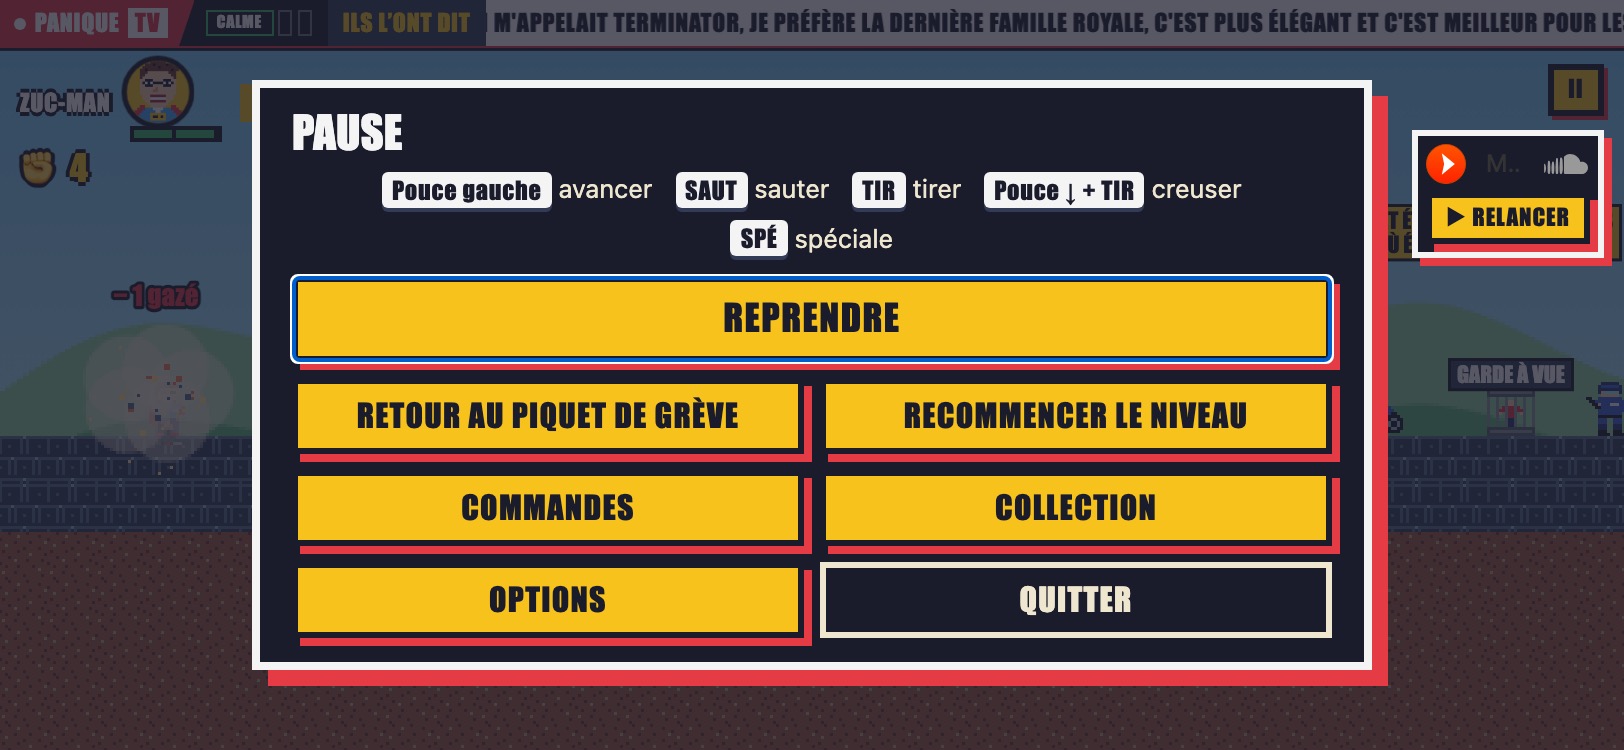 PANIQUE TV
CALME
ILS L'ONT DIT
M'APPELAIT TERMINATOR, JE PRÉFÈRE LA DERNIÈRE FAMILLE ROYALE, C'EST PLUS ÉLÉGANT ET C'EST MEILLEUR POUR LE
ZUC-MAN
4
PAUSE
Pouce gauche avancer SAUT sauter TIR tirer Pouce ↓ + TIR creuser
SPÉ spéciale
M..
▶ RELANCER
−1 gazé
REPRENDRE
GARDE À VUE
RETOUR AU PIQUET DE GRÈVE
RECOMMENCER LE NIVEAU
COMMANDES
COLLECTION
OPTIONS
QUITTER